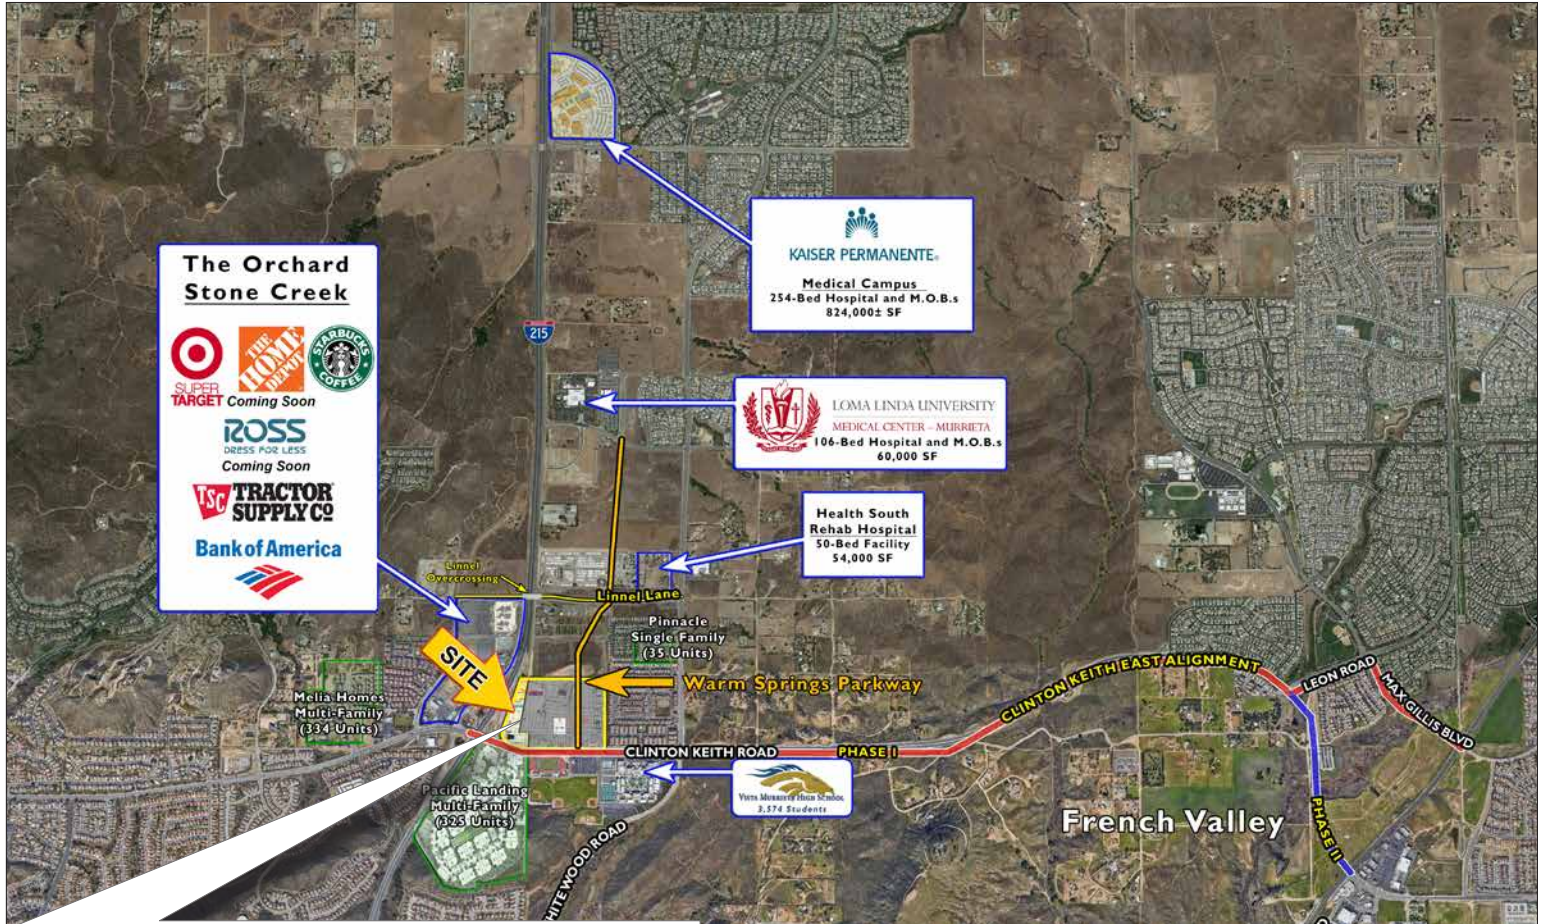 The Orchard
Stone Creek
SUPER
TARGET
THE
HOME
DEPOT
STARBUCKS
COFFEE
Coming Soon
ROSS
DRESS FOR LESS
Coming Soon
TSC TRACTOR
SUPPLY CO
Bank of America
215
KAISER PERMANENTE®
Medical Campus
254-Bed Hospital and M.O.B.s
824,000± SF
LOMA LINDA UNIVERSITY
MEDICAL CENTER – MURRIETA
106-Bed Hospital and M.O.B.s
60,000 SF
Health South
Rehab Hospital
50-Bed Facility
54,000 SF
Linnel
Overcrossing
Linnel Lane
Pinnacle
Single Family
(35 Units)
SITE
Warm Springs Parkway
Melia Homes
Multi-Family
(334 Units)
CLINTON KEITH EAST ALIGNMENT
LEON ROAD
MAX GILLIS BLVD
CLINTON KEITH ROAD
PHASE I
Pacific Landing
Multi-Family
(325 Units)
VISTA MURRIETA HIGH SCHOOL
3,574 Students
French Valley
PHASE II
HITEWOOD ROAD